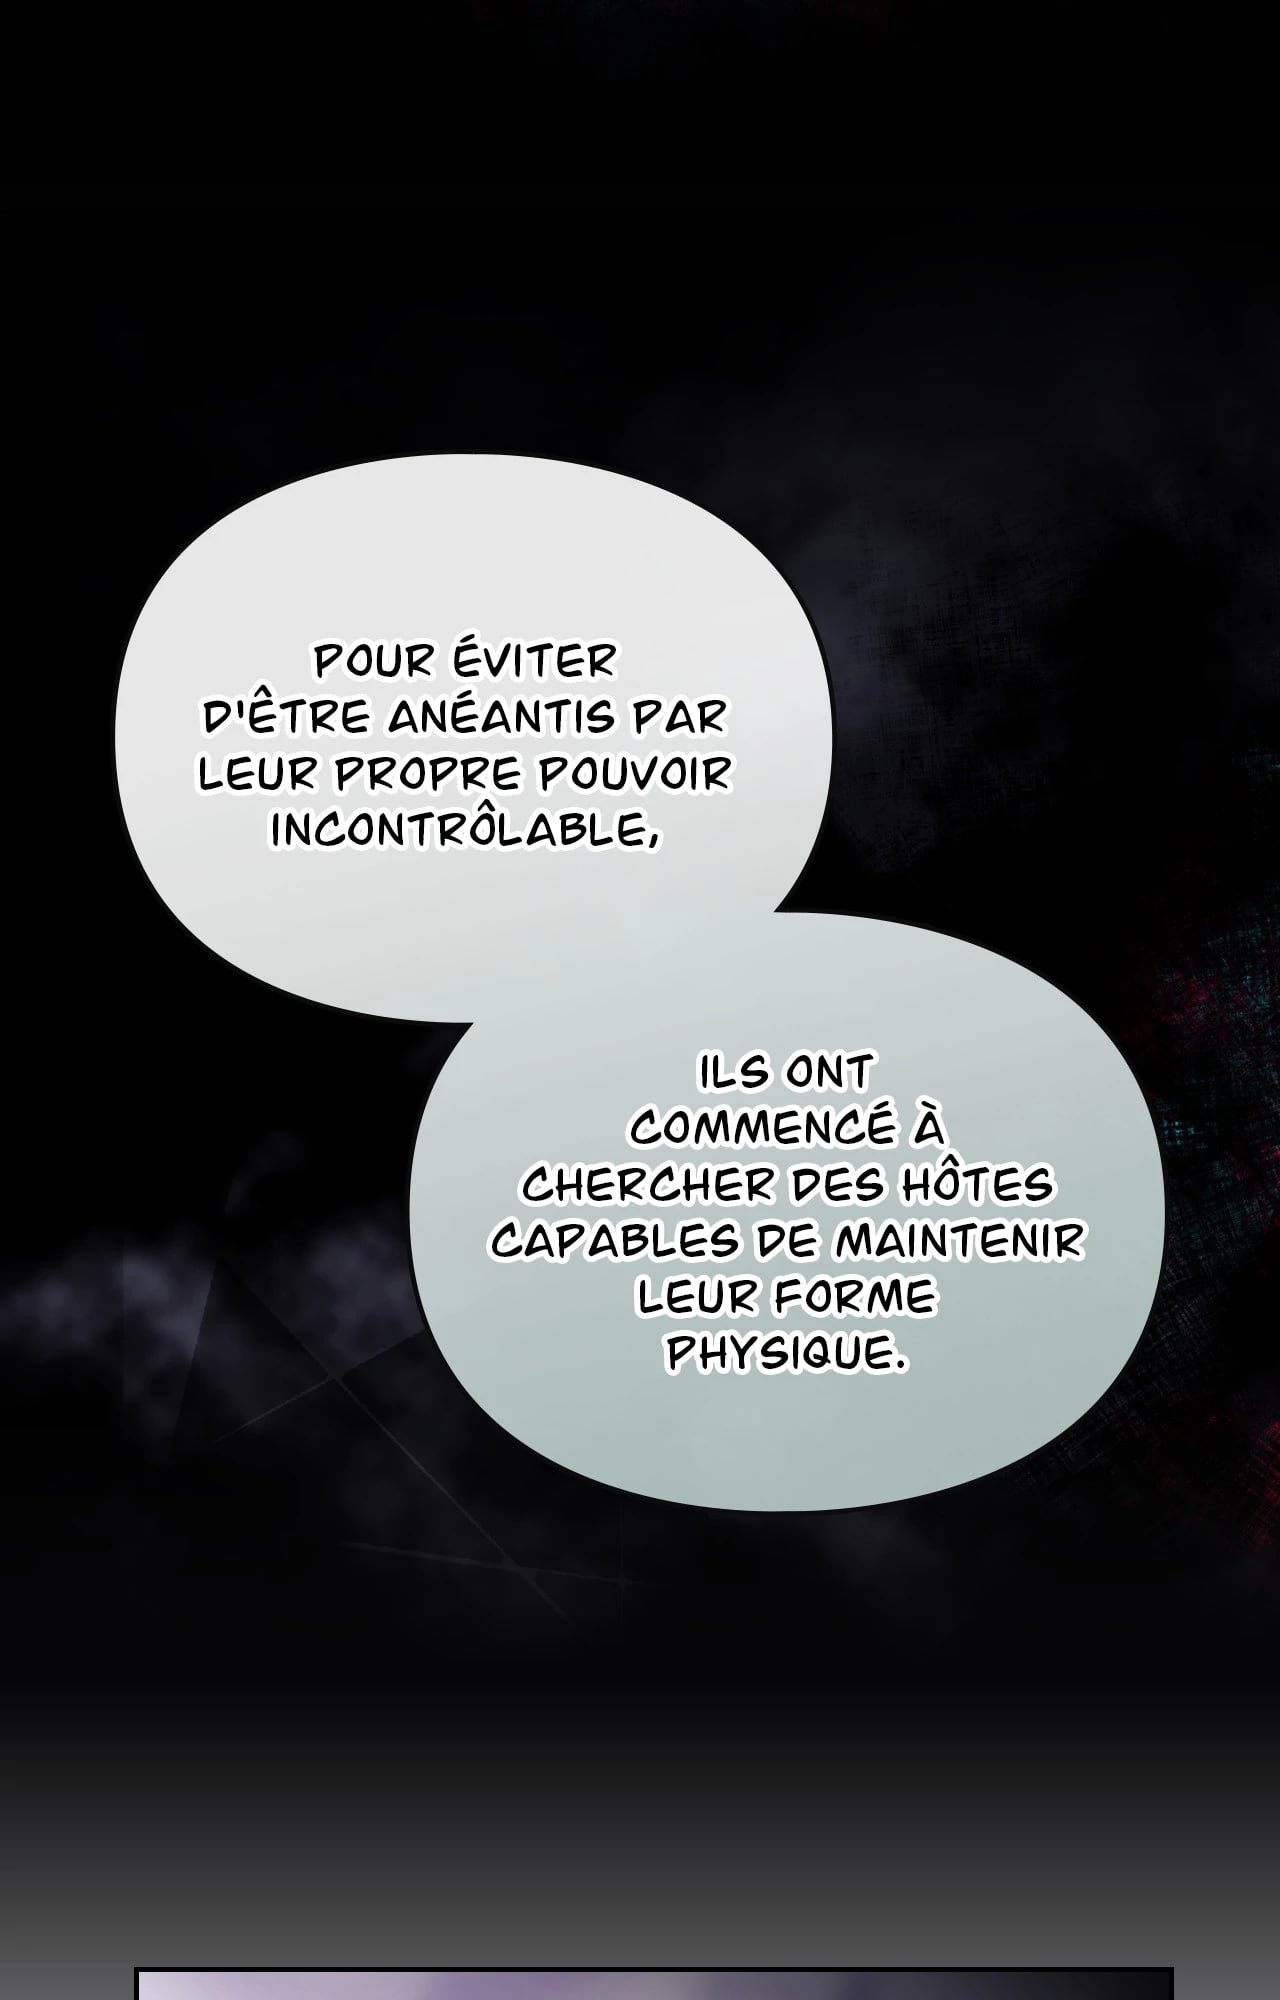 POUR ÉVITER
D'ÊTRE ANÉANTIS PAR
LEUR PROPRE POUVOIR
INCONTRÔLABLE,
ILS ONT
COMMENCÉ À
CHERCHER DES HÔTES
CAPABLES DE MAINTENIR
LEUR FORME
PHYSIQUE.